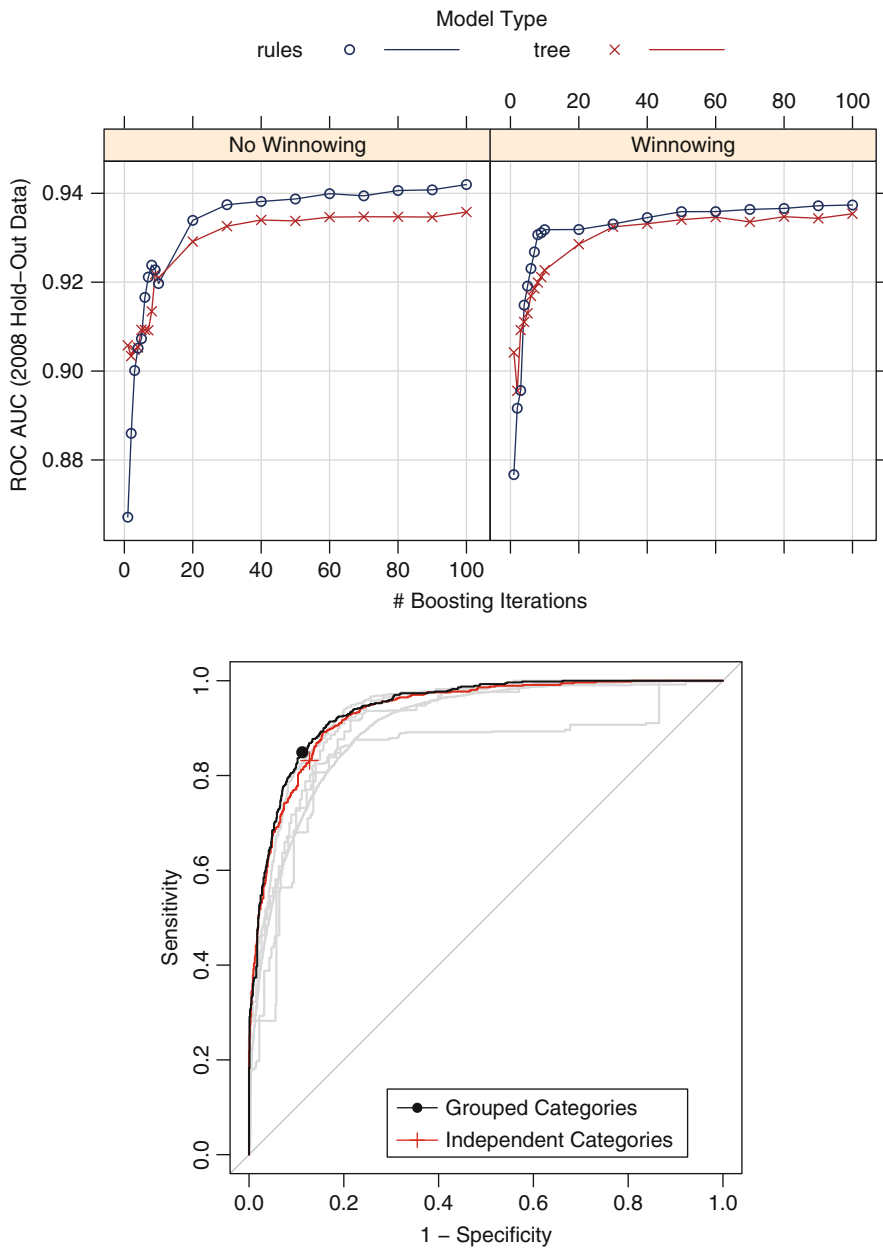 Model Type
rules tree
0 20 40 60 80 100
No Winnowing Winnowing
0.94
0.92
0.90
0.88
ROC AUC (2008 Hold−Out Data)
0 20 40 60 80 100
# Boosting Iterations
1.0
0.8
0.6
0.4
0.2
0.0
Sensitivity
Grouped Categories
Independent Categories
0.0 0.2 0.4 0.6 0.8 1.0
1 − Specificity